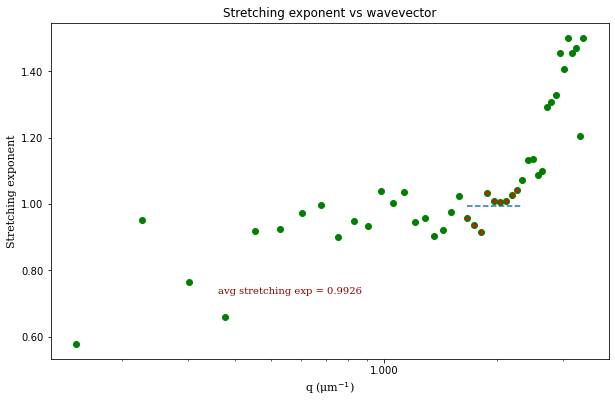 Stretching exponent vs wavevector
Stretching exponent
1.40
1.20
1.00
0.80
0.60
avg stretching exp = 0.9926
1.000
q (μm⁻¹)